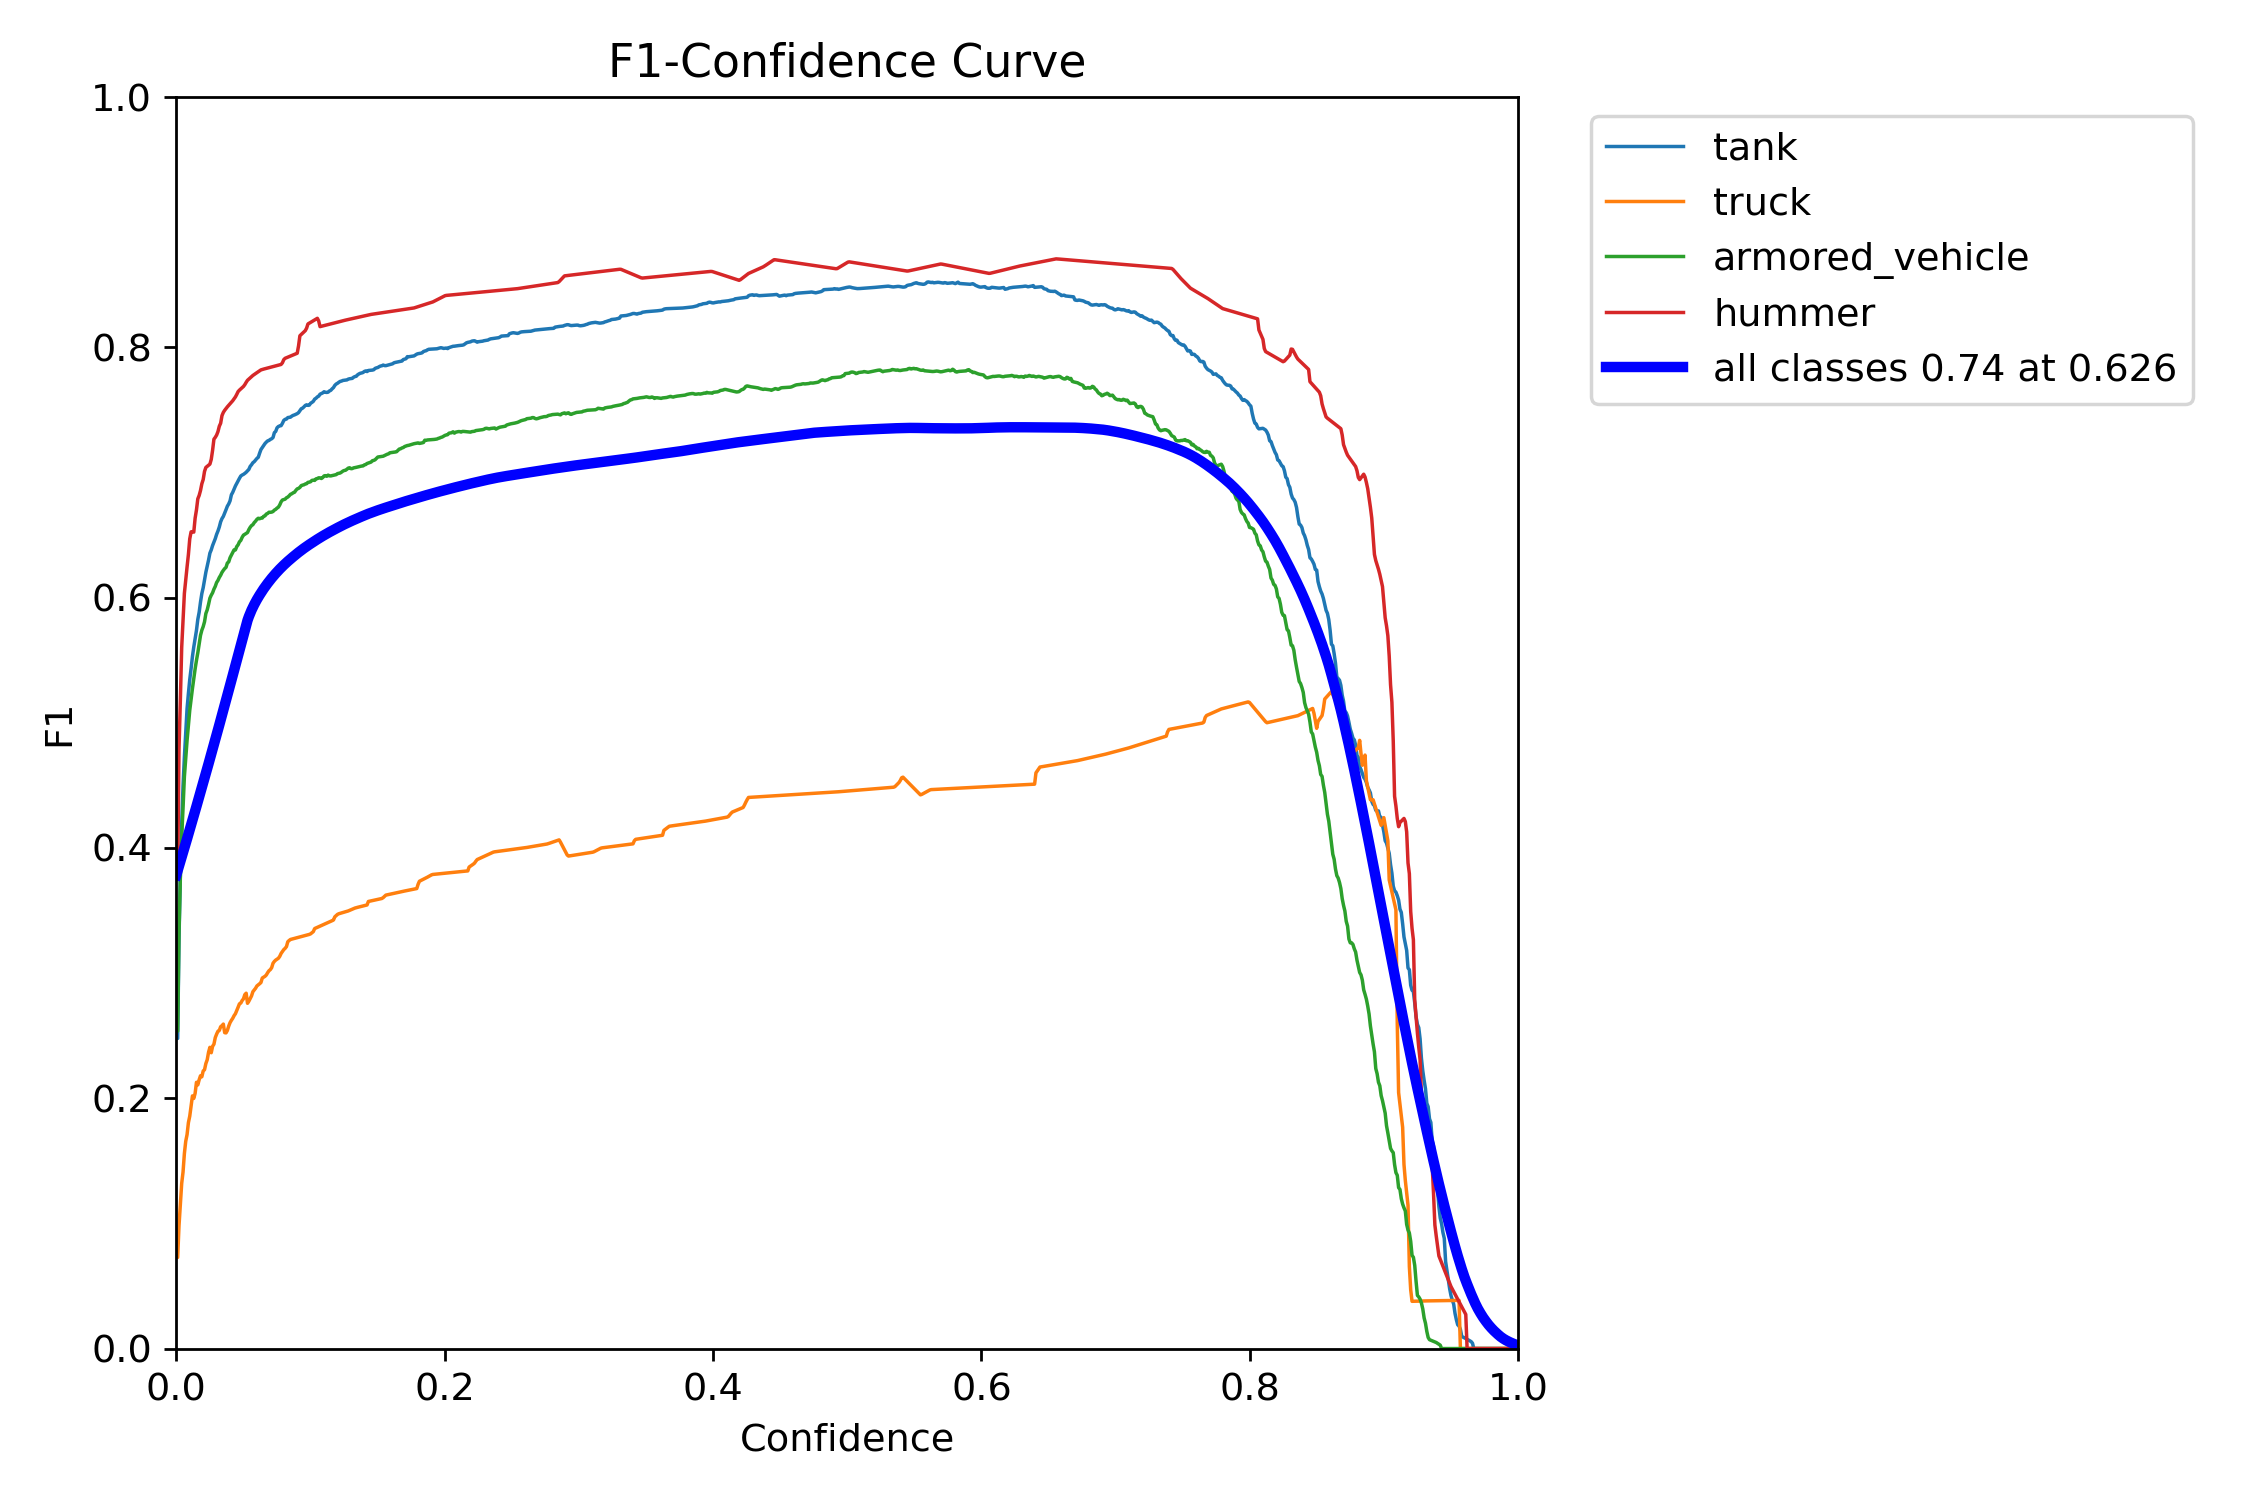 F1-Confidence Curve
1.0
0.8
0.6
0.4
0.2
0.0
F1
0.0 0.2 0.4 0.6 0.8 1.0
Confidence
tank
truck
armored_vehicle
hummer
all classes 0.74 at 0.626